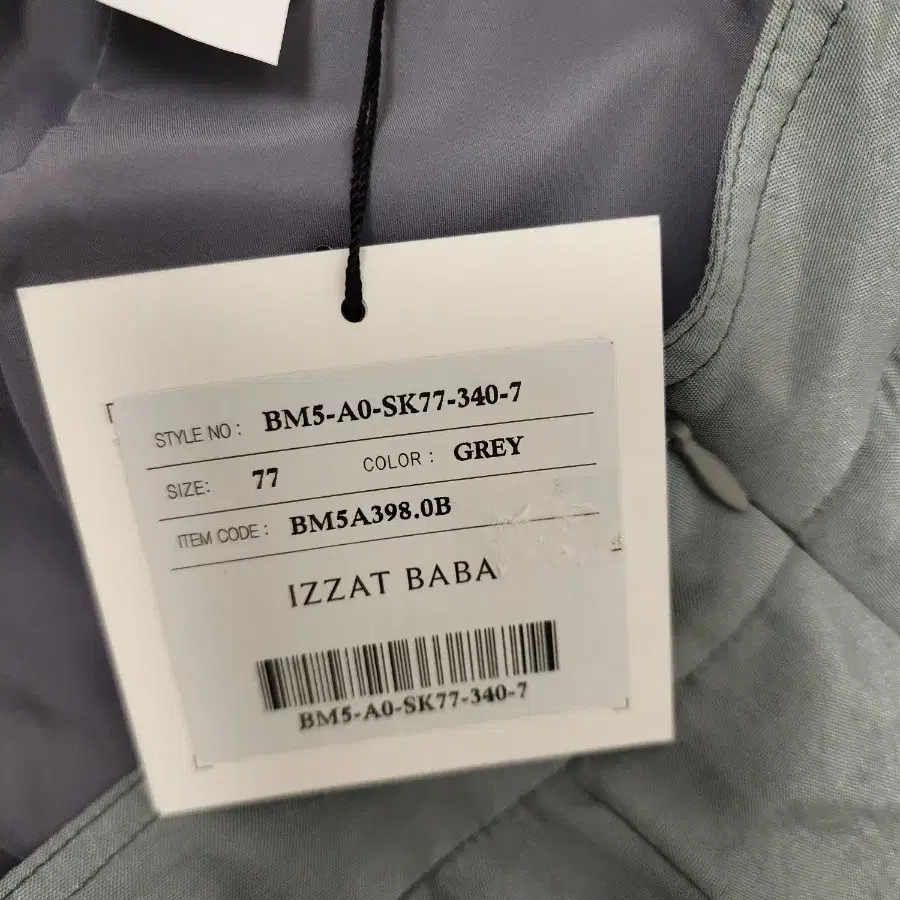 STYLE NO : BM5-A0-SK77-340-7
SIZE: 77 COLOR : GREY
ITEM CODE : BM5A398.0B
IZZAT BABA
BM5-A0-SK77-340-7